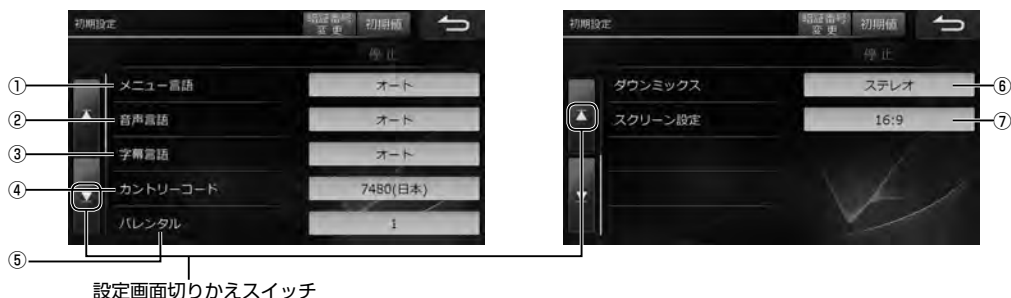 初期設定
暗証番号
変更
初期値
停止
① メニュー言語 オート
② 音声言語 オート
③ 字幕言語 オート
④ カントリーコード 7480(日本)
⑤ パレンタル 1
初期設定
暗証番号
変更
初期値
停止
ダウンミックス ステレオ ⑥
スクリーン設定 16:9 ⑦
設定画面切りかえスイッチ